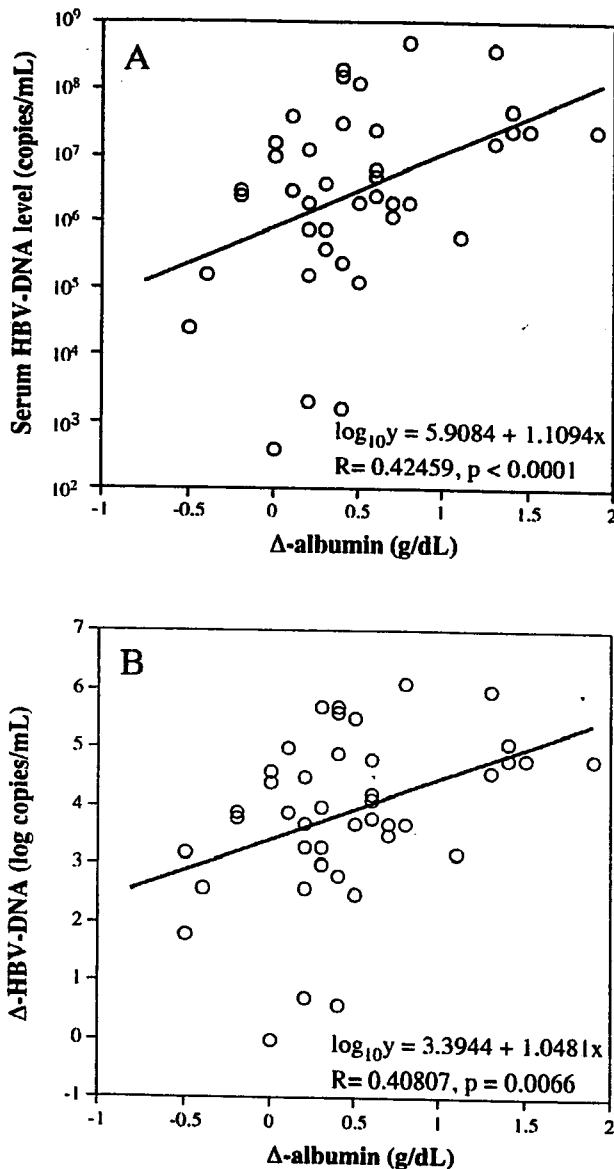 A
Serum HBV-DNA level (copies/mL)
10⁹
10⁸
10⁷
10⁶
10⁵
10⁴
10³
10²
log₁₀y = 5.9084 + 1.1094x
R= 0.42459, p < 0.0001
-1 -0.5 0 0.5 1 1.5 2
Δ-albumin (g/dL)
B
Δ-HBV-DNA (log copies/mL)
7
6
5
4
3
2
1
0
-1
log₁₀y = 3.3944 + 1.0481x
R= 0.40807, p = 0.0066
-1 -0.5 0 0.5 1 1.5 2
Δ-albumin (g/dL)